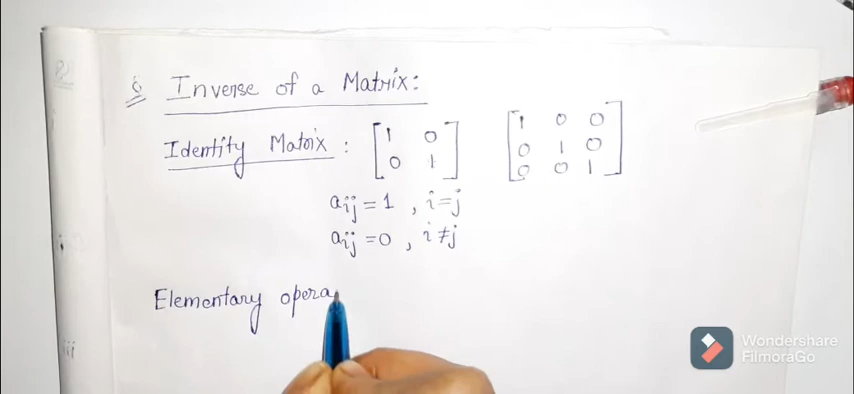 6 Inverse of a Matrix:
Identity Matrix : [1 0 [1 0 0
0 1] 0 1 0
0 0 1]
aij = 1 , i=j
aij =0 , i≠j
Elementary opera
Wondershare
FilmoraGo